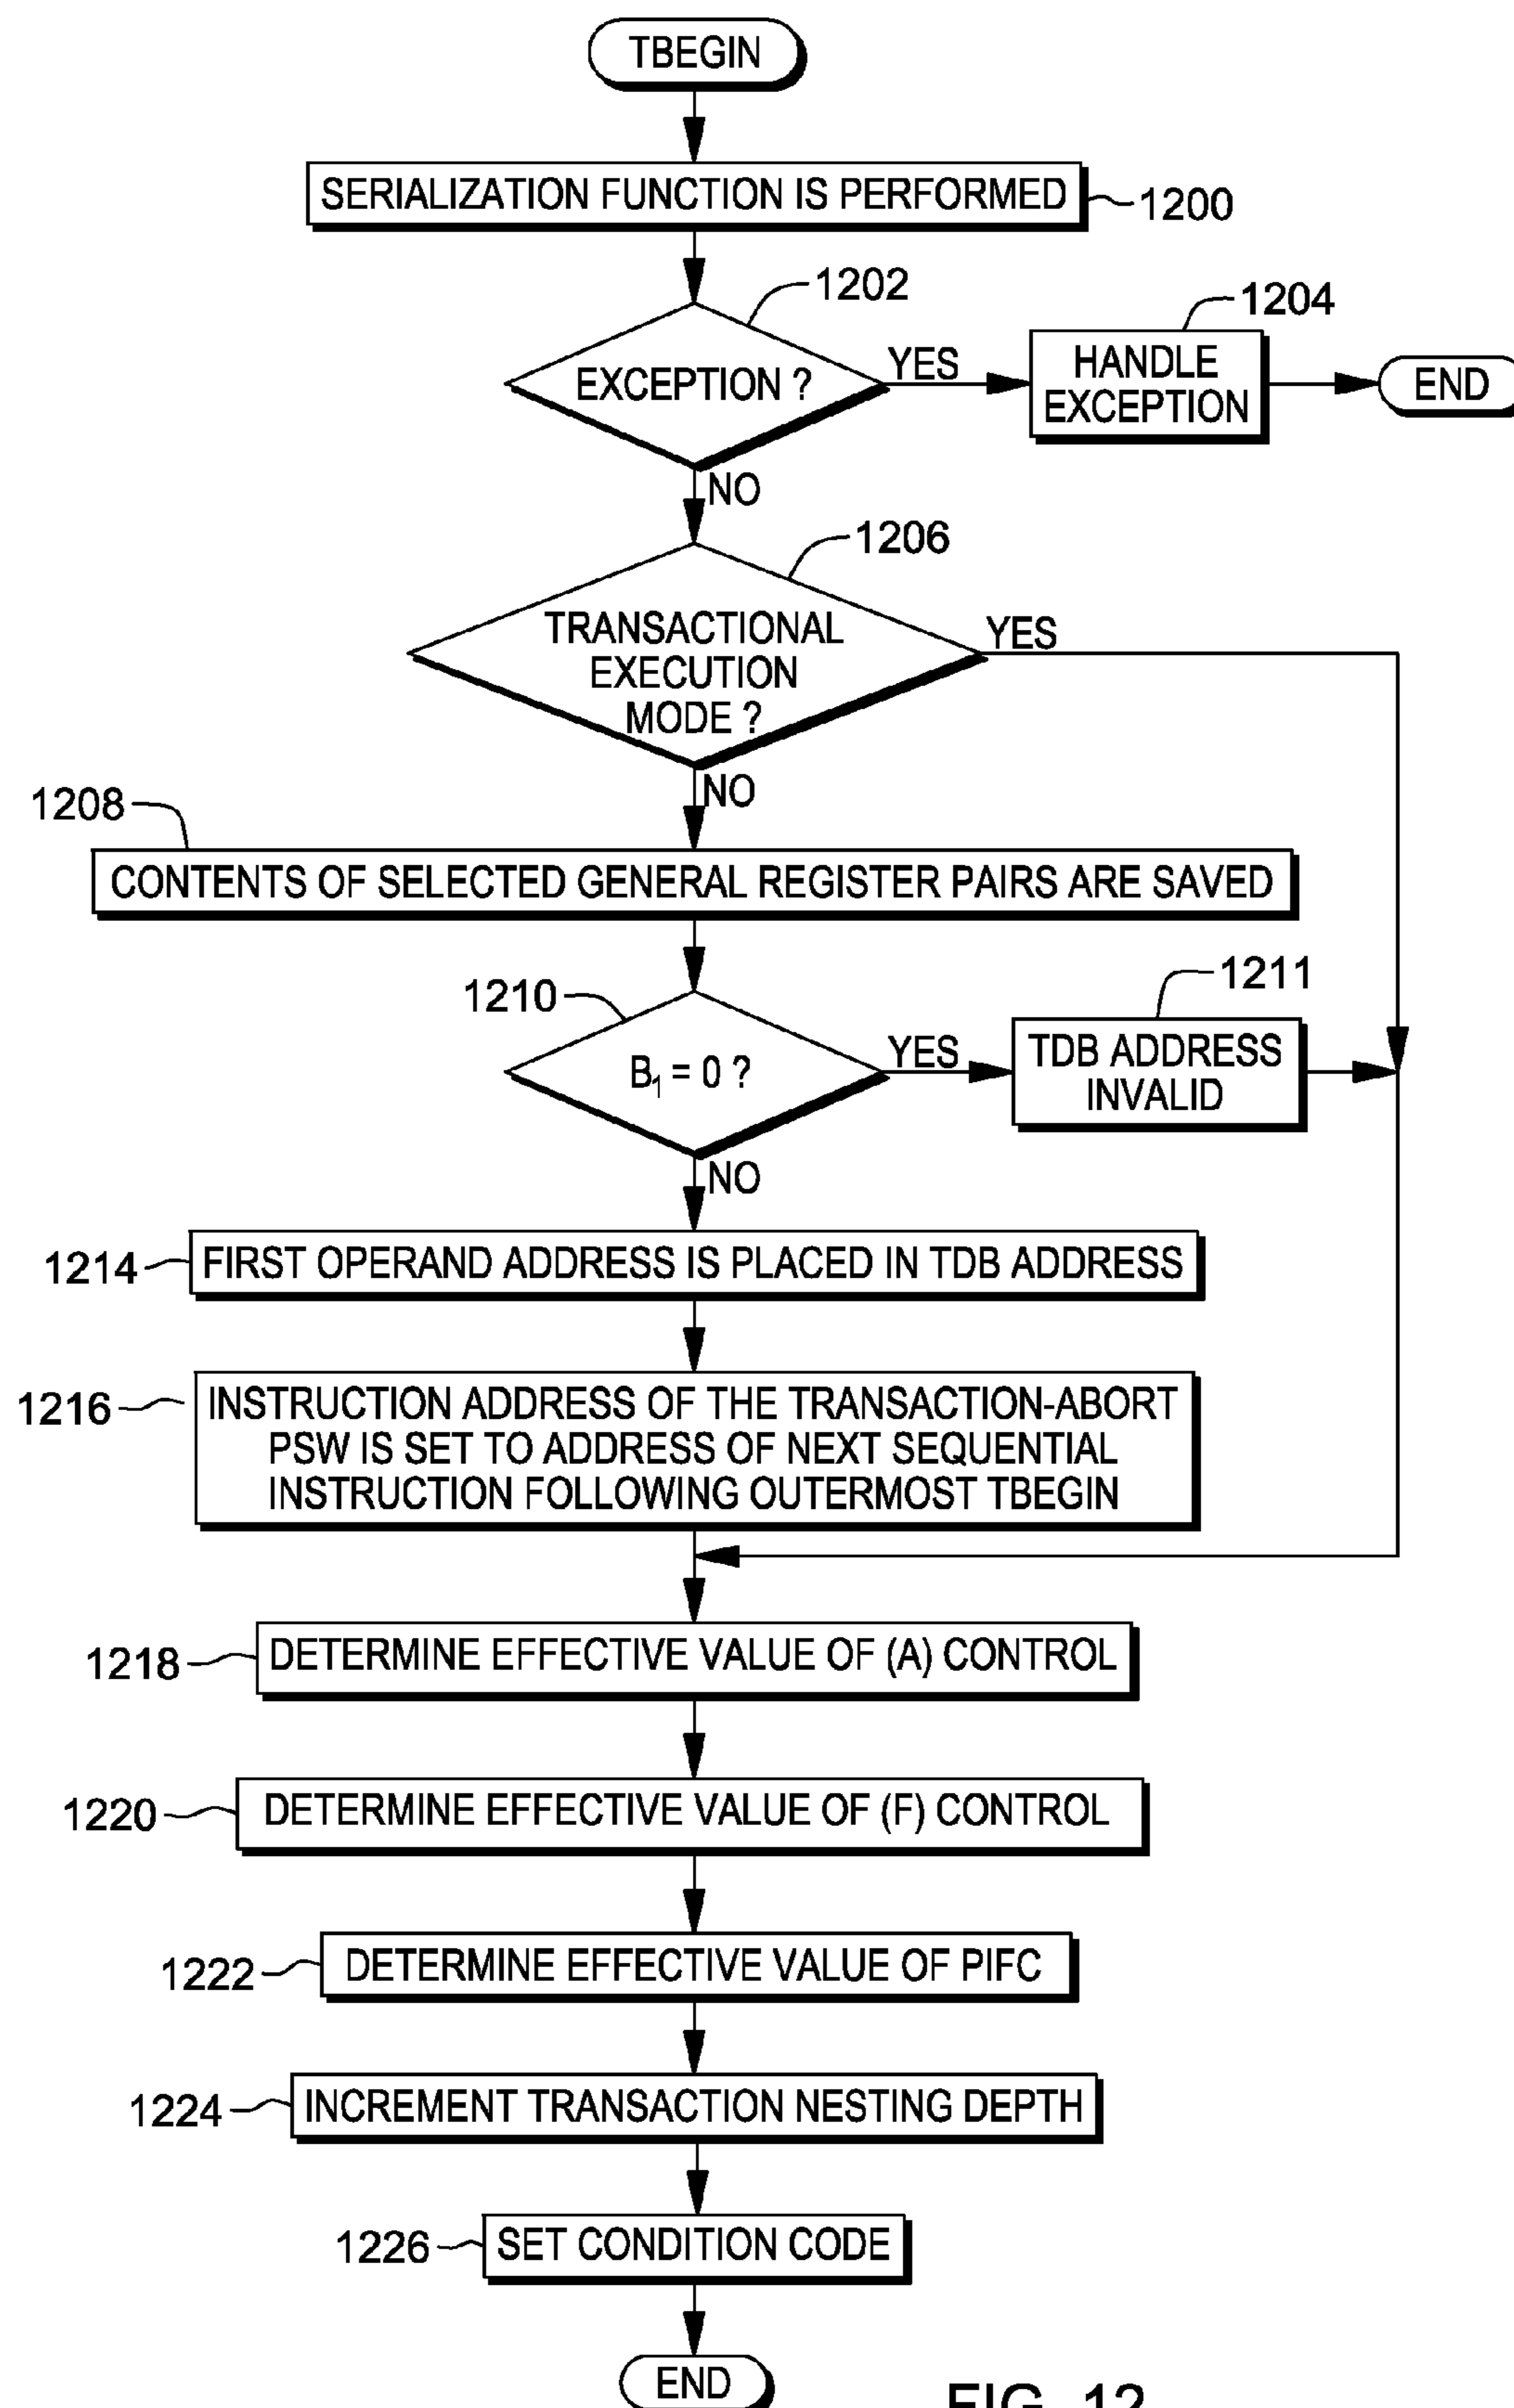 TBEGIN
SERIALIZATION FUNCTION IS PERFORMED
1200
1202
EXCEPTION ?
YES
1204
HANDLE
EXCEPTION
END
NO
1206
TRANSACTIONAL
EXECUTION
MODE ?
YES
NO
1208
CONTENTS OF SELECTED GENERAL REGISTER PAIRS ARE SAVED
1210
B1 = 0 ?
YES
1211
TDB ADDRESS
INVALID
NO
1214
FIRST OPERAND ADDRESS IS PLACED IN TDB ADDRESS
1216
INSTRUCTION ADDRESS OF THE TRANSACTION-ABORT
PSW IS SET TO ADDRESS OF NEXT SEQUENTIAL
INSTRUCTION FOLLOWING OUTERMOST TBEGIN
1218
DETERMINE EFFECTIVE VALUE OF (A) CONTROL
1220
DETERMINE EFFECTIVE VALUE OF (F) CONTROL
1222
DETERMINE EFFECTIVE VALUE OF PIFC
1224
INCREMENT TRANSACTION NESTING DEPTH
1226
SET CONDITION CODE
END
FIG. 12